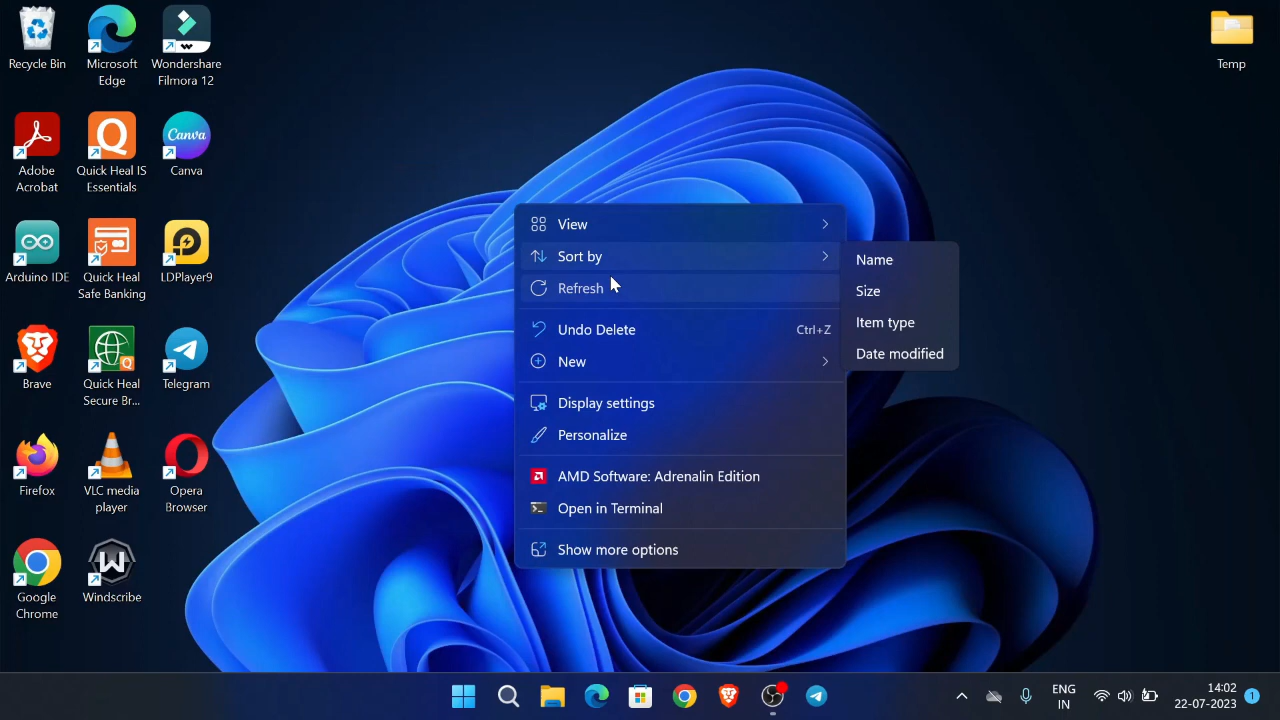 Recycle Bin
Microsoft
Edge
Wondershare
Filmora 12
Temp
Adobe
Acrobat
Quick Heal IS
Essentials
Canva
Canva
Arduino IDE
Quick Heal
Safe Banking
LDPlayer9
Brave
Quick Heal
Secure Br...
Telegram
Firefox
VLC media
player
Opera
Browser
Google
Chrome
Windscribe
View
Sort by
Refresh
Undo Delete Ctrl+Z
New
Display settings
Personalize
AMD Software: Adrenalin Edition
Open in Terminal
Show more options
Name
Size
Item type
Date modified
ENG
IN
14:02
22-07-2023
1